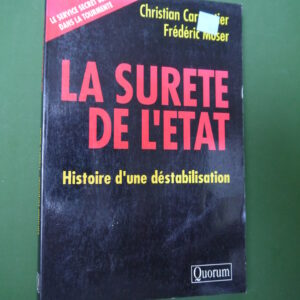 LE SERVICE SECRET
DANS LA TOURMENTE
Christian
Frédéric Moser
LA SURETE
DE L'ETAT
Histoire d'une déstabilisation
Quorum